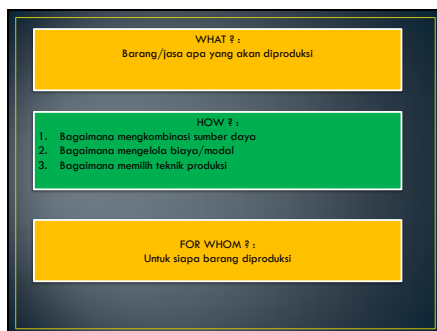 WHAT ? :
Barang/jasa apa yang akan diproduksi
HOW ? :
1. Bagaimana mengkombinasi sumber daya
2. Bagaimana mengelola biaya/modal
3. Bagaimana memilih teknik produksi
FOR WHOM ? :
Untuk siapa barang diproduksi